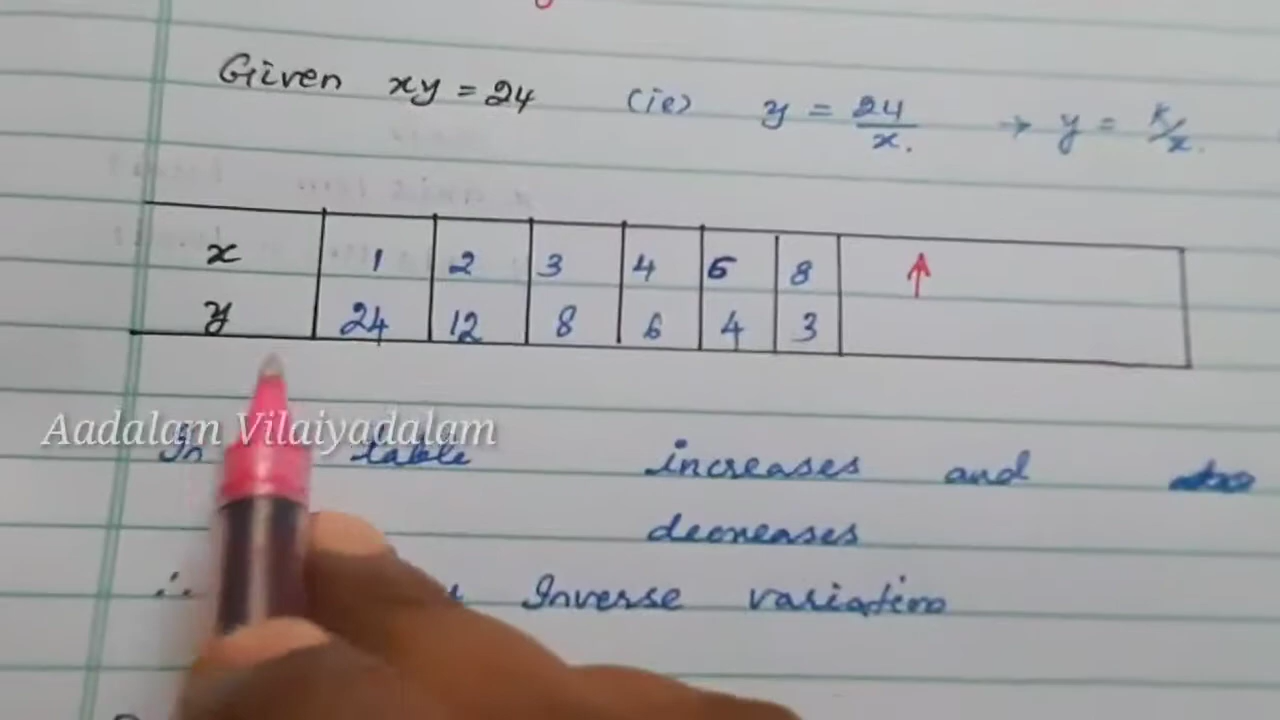 Given xy = 24 (ie) y = 24/x. → y = k/x.
x 1 2 3 4 6 8 ↑
y 24 12 8 6 4 3
Aadalam Vilaiyadalam
In table increases and
decreases
∴ Inverse variation